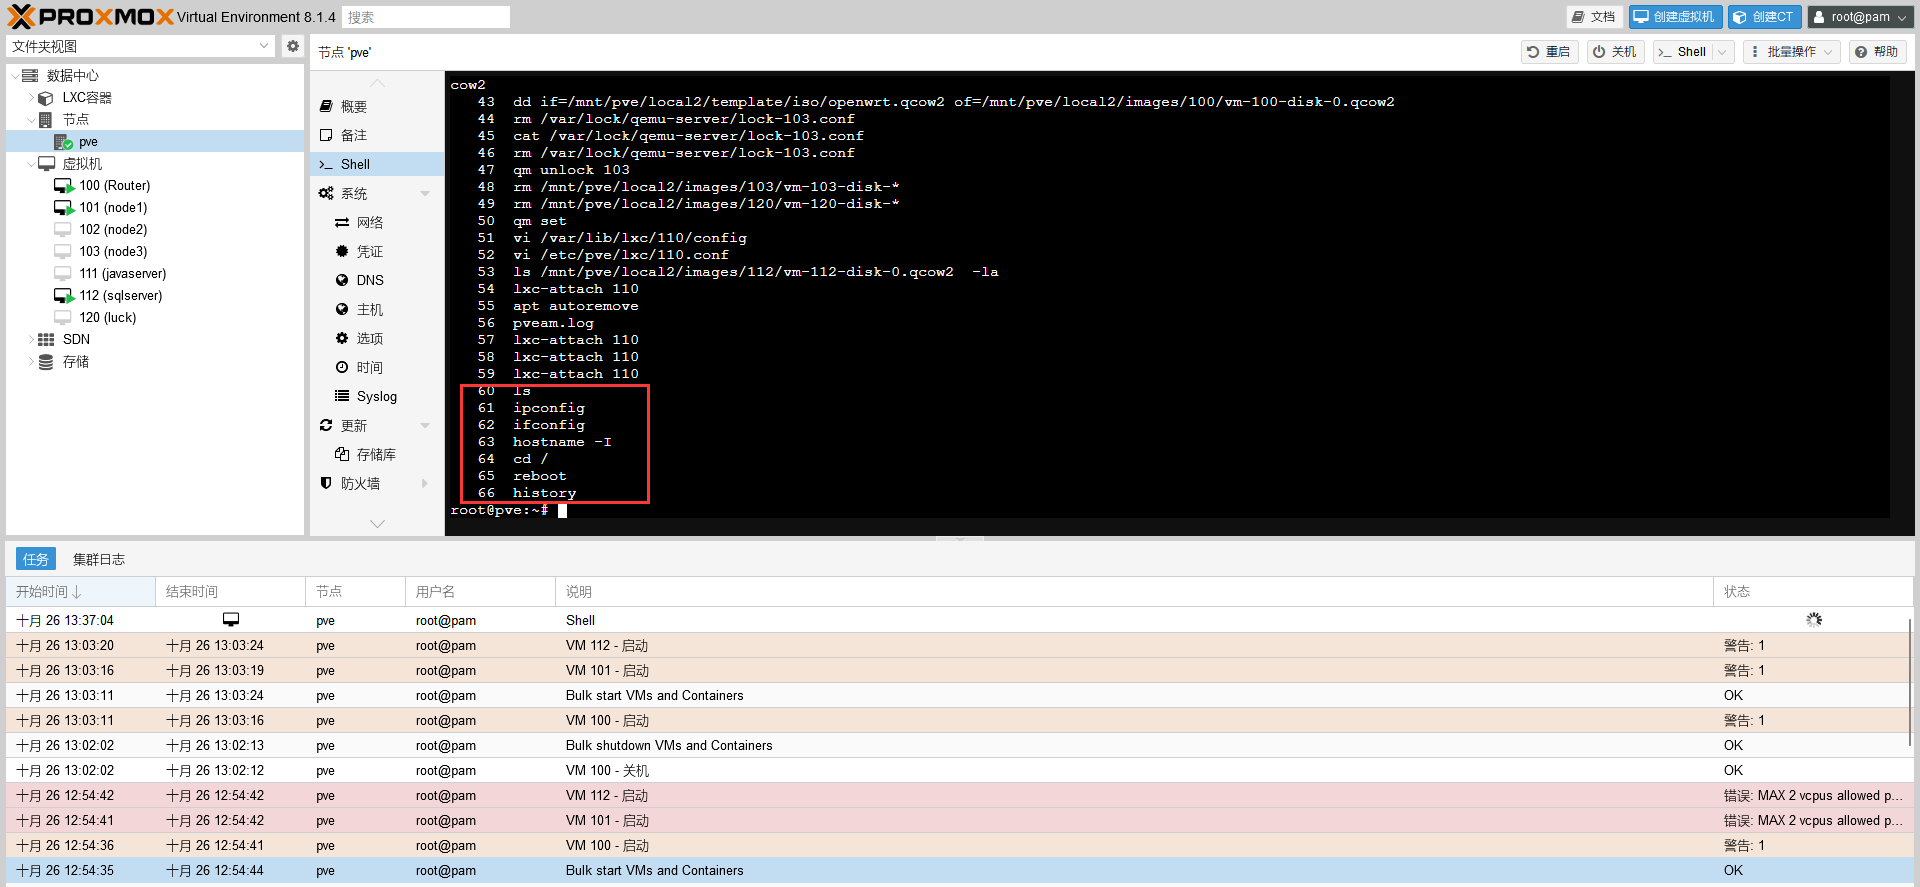 PROXMOX Virtual Environment 8.1.4 搜索 文档 创建虚拟机 创建CT root@pam
文件夹视图
数据中心
LXC容器
节点
pve
虚拟机
100 (Router)
101 (node1)
102 (node2)
103 (node3)
111 (javaserver)
112 (sqlserver)
120 (luck)
SDN
存储
节点 'pve' 重启 关机 >_ Shell 批量操作 帮助
概要
备注
>_ Shell
系统
网络
凭证
DNS
主机
选项
时间
Syslog
更新
存储库
防火墙
cow2
43 dd if=/mnt/pve/local2/template/iso/openwrt.qcow2 of=/mnt/pve/local2/images/100/vm-100-disk-0.qcow2
44 rm /var/lock/qemu-server/lock-103.conf
45 cat /var/lock/qemu-server/lock-103.conf
46 rm /var/lock/qemu-server/lock-103.conf
47 qm unlock 103
48 rm /mnt/pve/local2/images/103/vm-103-disk-*
49 rm /mnt/pve/local2/images/120/vm-120-disk-*
50 qm set
51 vi /var/lib/lxc/110/config
52 vi /etc/pve/lxc/110.conf
53 ls /mnt/pve/local2/images/112/vm-112-disk-0.qcow2  -la
54 lxc-attach 110
55 apt autoremove
56 pveam.log
57 lxc-attach 110
58 lxc-attach 110
59 lxc-attach 110
60 ls
61 ipconfig
62 ifconfig
63 hostname -I
64 cd /
65 reboot
66 history
root@pve:~#
任务 集群日志
开始时间 结束时间 节点 用户名 说明 状态
十月 26 13:37:04 pve root@pam Shell
十月 26 13:03:20 十月 26 13:03:24 pve root@pam VM 112 - 启动 警告: 1
十月 26 13:03:16 十月 26 13:03:19 pve root@pam VM 101 - 启动 警告: 1
十月 26 13:03:11 十月 26 13:03:24 pve root@pam Bulk start VMs and Containers OK
十月 26 13:03:11 十月 26 13:03:16 pve root@pam VM 100 - 启动 警告: 1
十月 26 13:02:02 十月 26 13:02:13 pve root@pam Bulk shutdown VMs and Containers OK
十月 26 13:02:02 十月 26 13:02:12 pve root@pam VM 100 - 关机 OK
十月 26 12:54:42 十月 26 12:54:42 pve root@pam VM 112 - 启动 错误: MAX 2 vcpus allowed p...
十月 26 12:54:41 十月 26 12:54:42 pve root@pam VM 101 - 启动 错误: MAX 2 vcpus allowed p...
十月 26 12:54:36 十月 26 12:54:41 pve root@pam VM 100 - 启动 警告: 1
十月 26 12:54:35 十月 26 12:54:44 pve root@pam Bulk start VMs and Containers OK